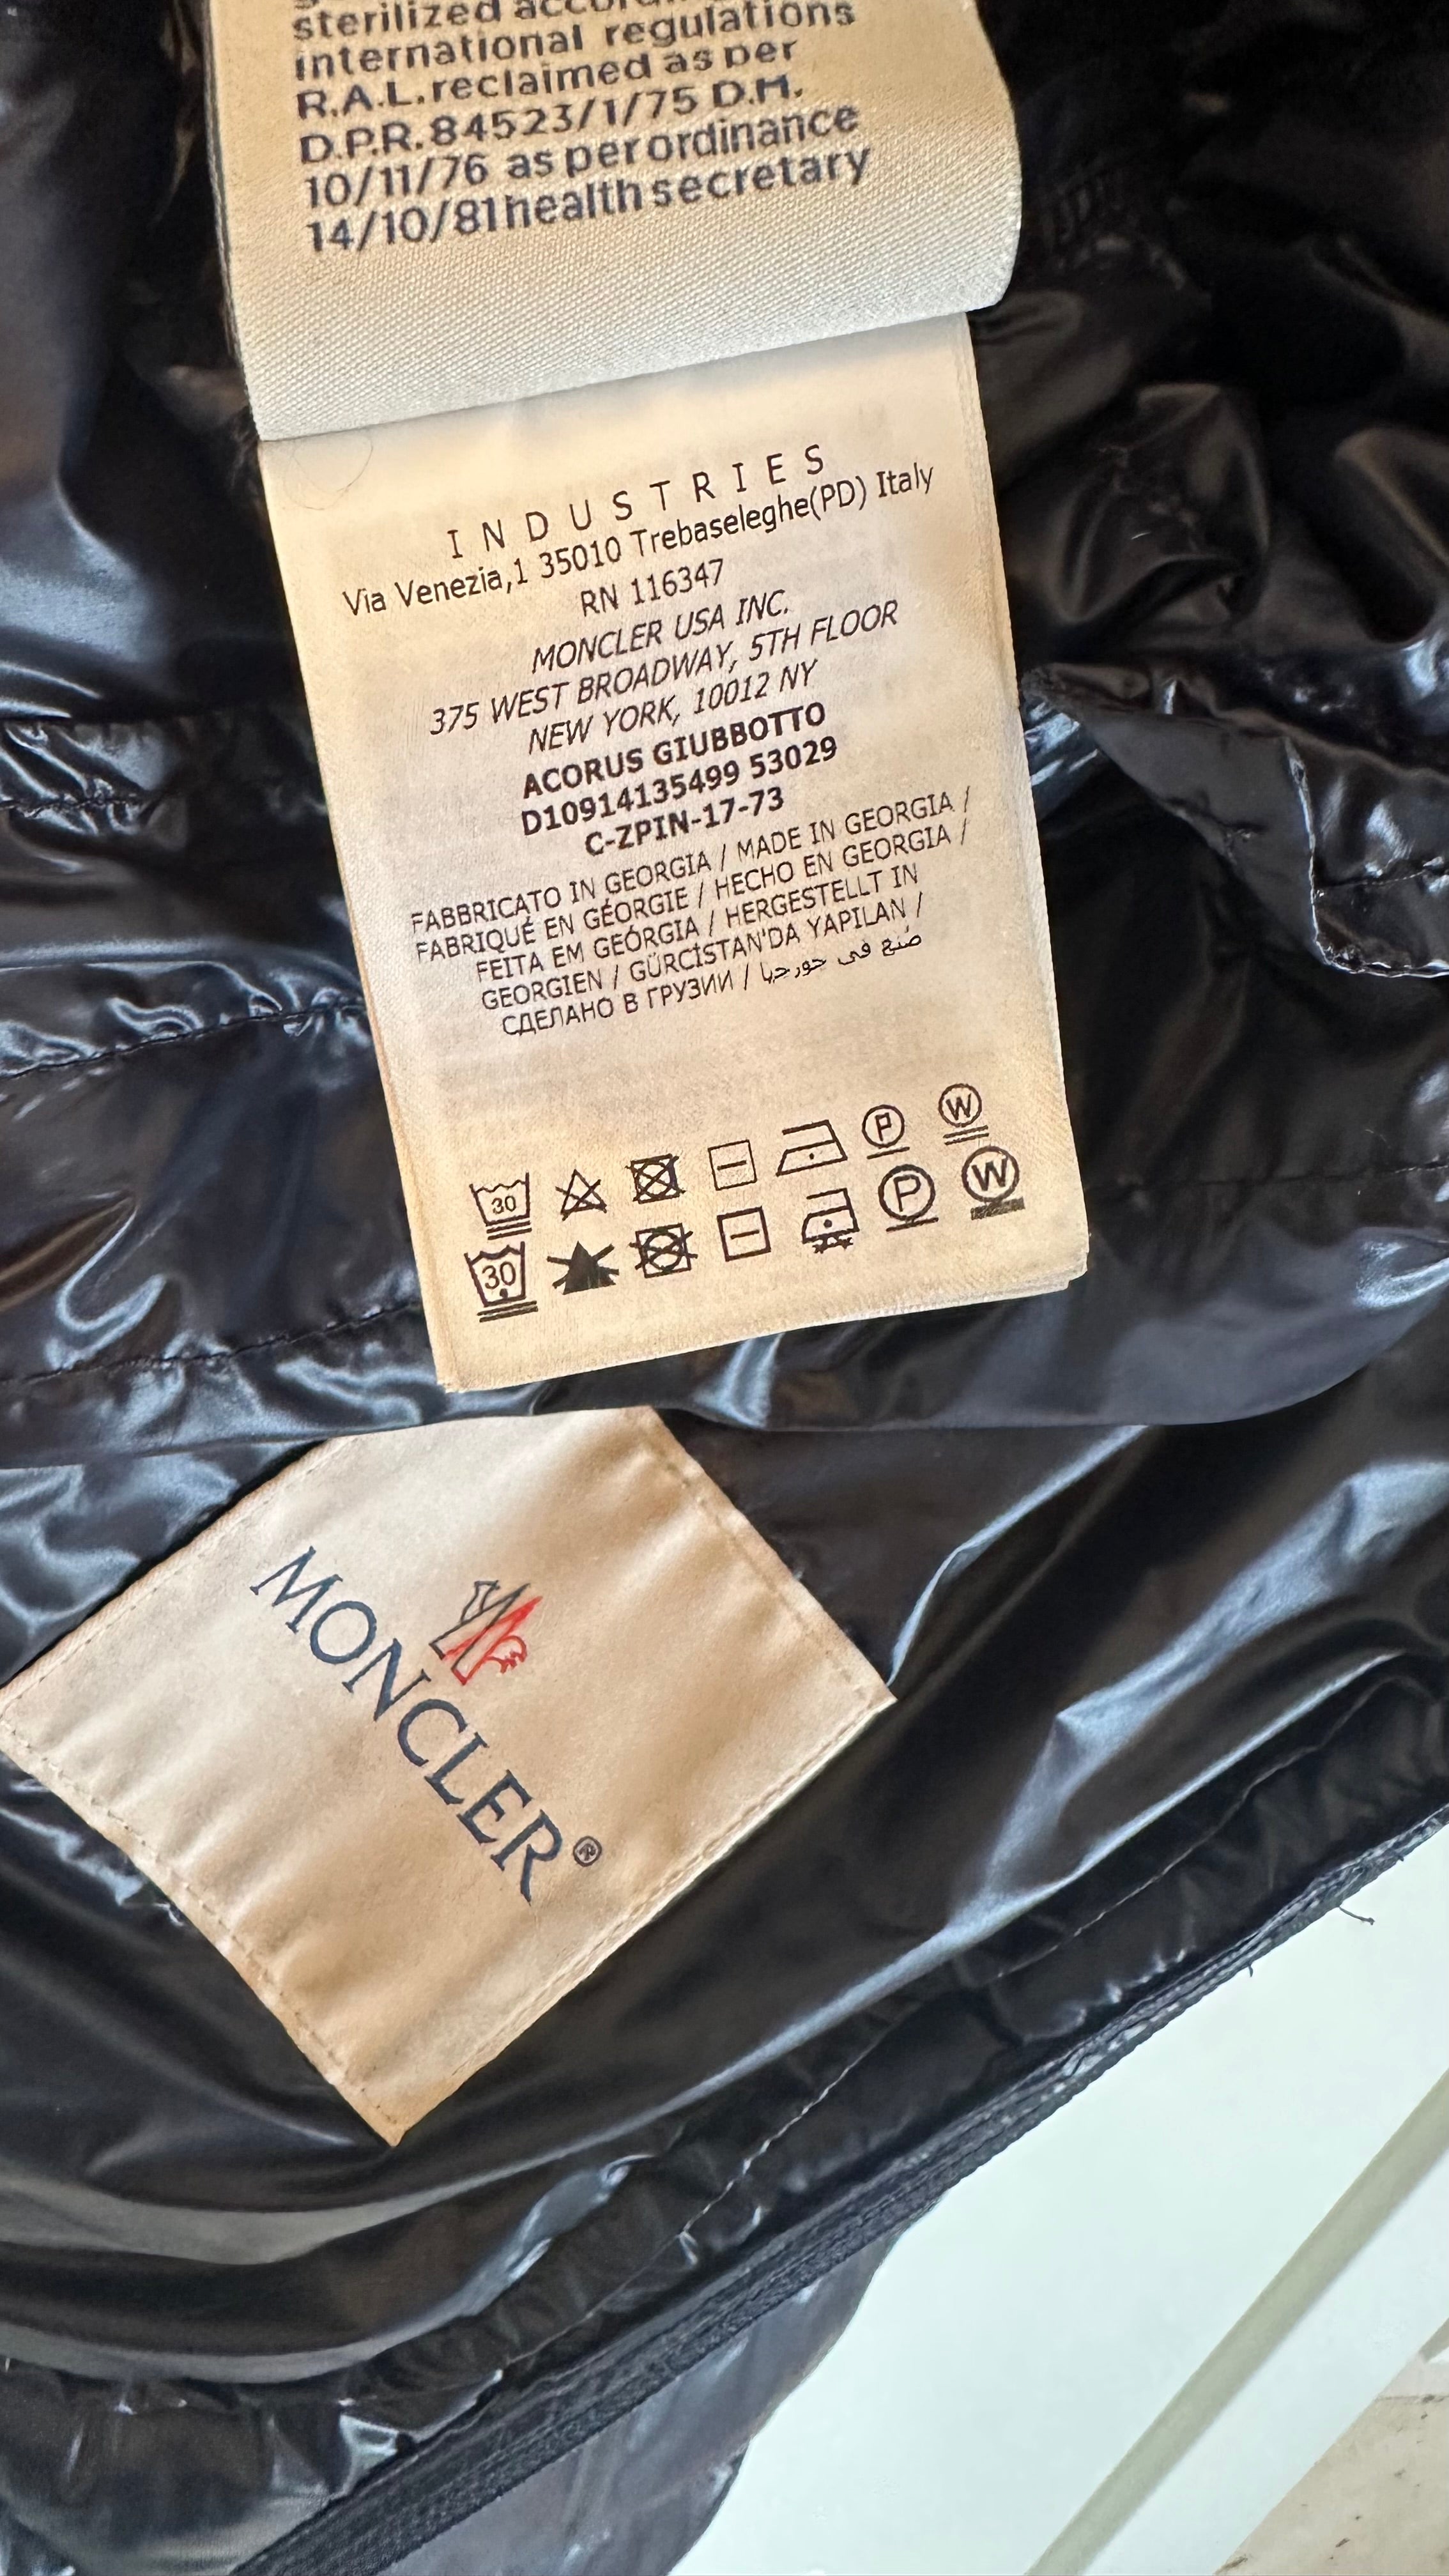 sterilized
international regulations
R.A.L.reclaimed as per
D.P.R.84523/1/75 D.M.
10/11/76 as per ordinance
14/10/81 health secretary
INDUSTRIES
Via Venezia,1 35010 Trebaseleghe(PD) Italy
RN 116347
MONCLER USA INC.
375 WEST BROADWAY, 5TH FLOOR
NEW YORK, 10012 NY
ACORUS GIUBBOTTO
D10914135499 53029
C-ZPIN-17-73
FABBRICATO IN GEORGIA / MADE IN GEORGIA /
FABRIQUÉ EN GÉORGIE / HECHO EN GEORGIA /
FEITA EM GEÓRGIA / HERGESTELLT IN
GEORGIEN / GÜRCİSTAN'DA YAPILAN /
СДЕЛАНО В ГРУЗИИ / صنع في جورجيا
30 P W
30 P W
MONCLER®